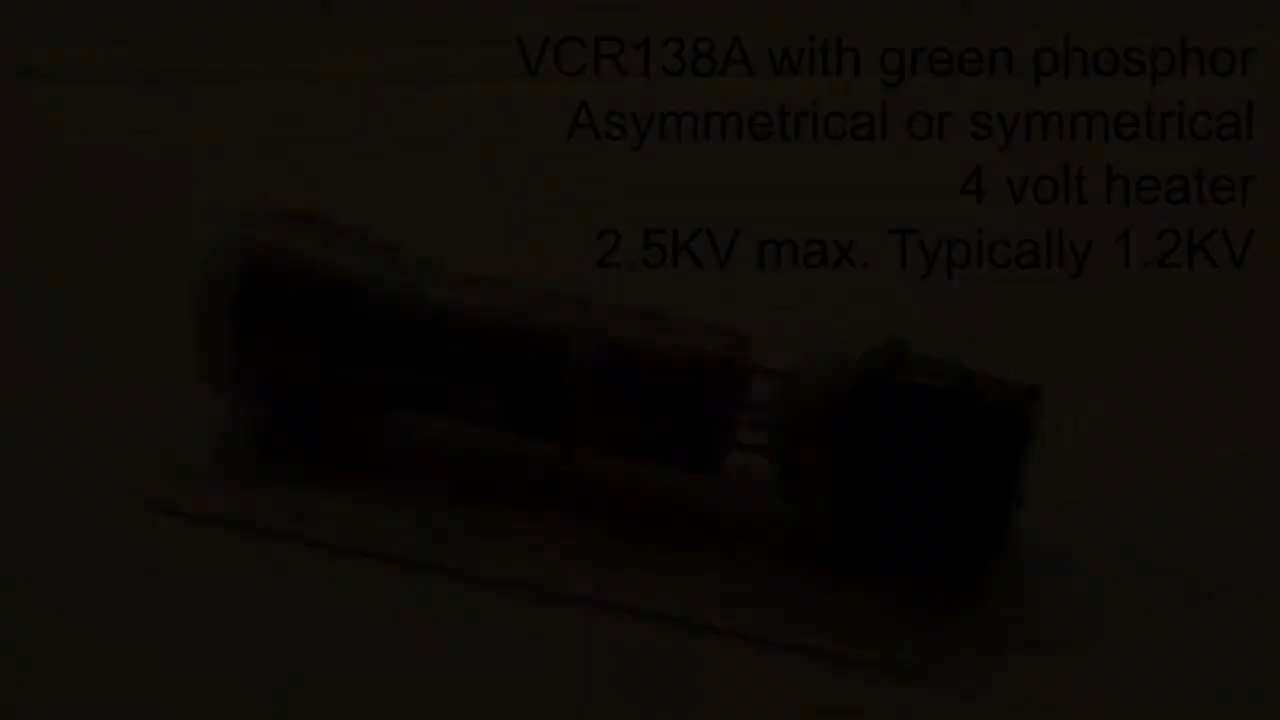 VCR138A with green phosphor
Asymmetrical or symmetrical
4 volt heater
2.5KV max. Typically 1.2KV